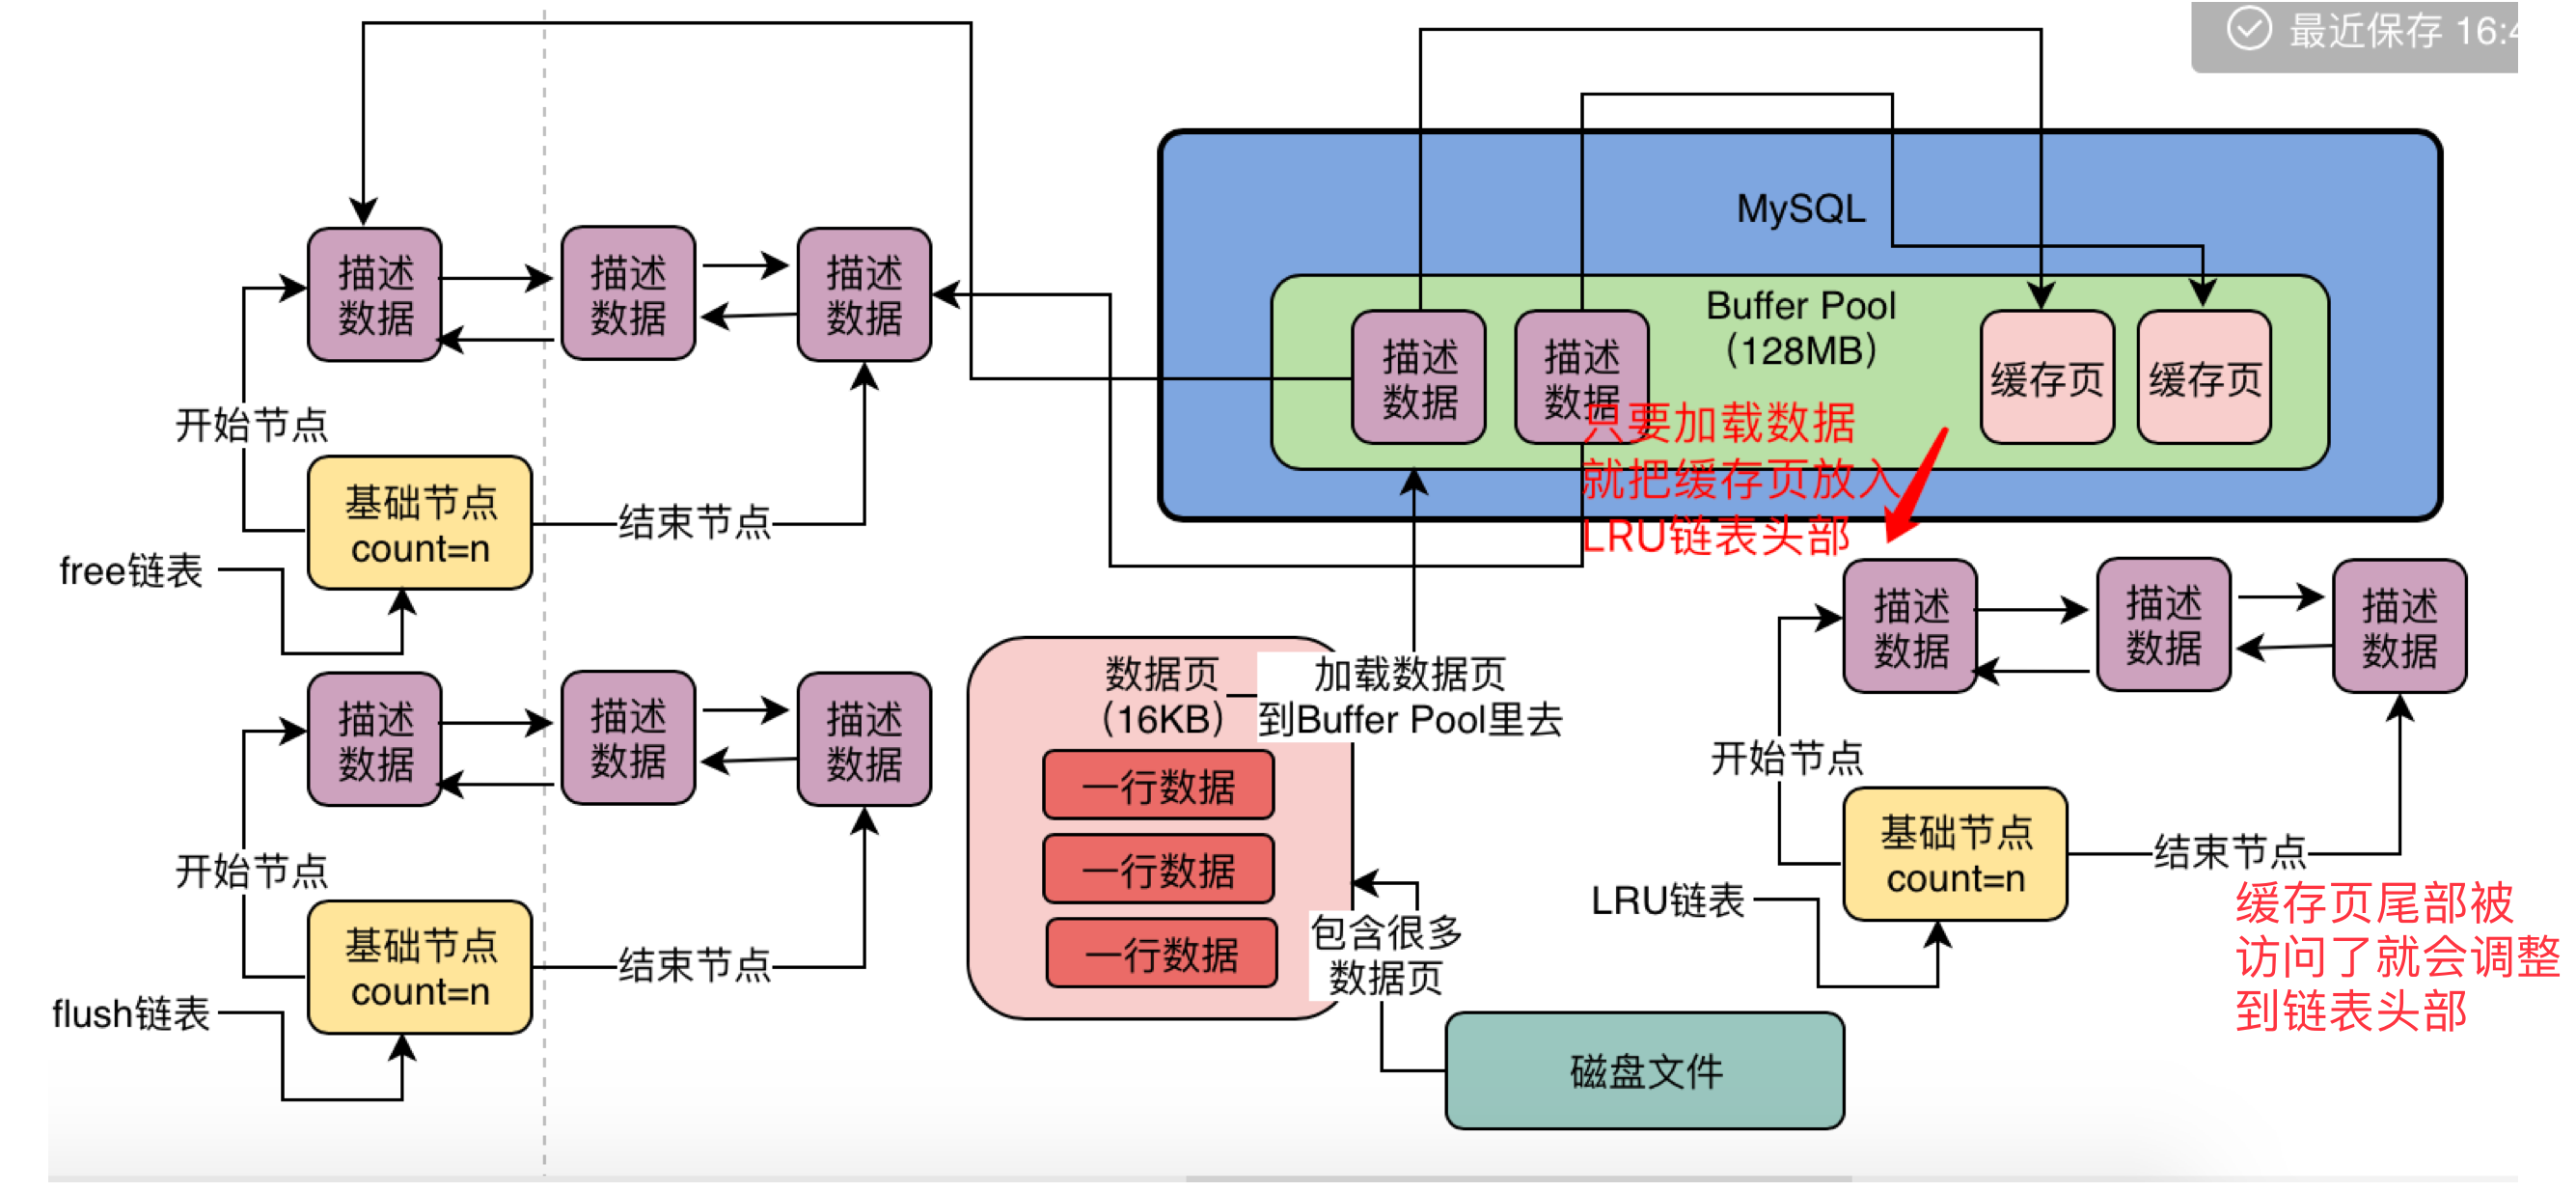 最近保存 16:4
MySQL
Buffer Pool
（128MB）
描述
数据
描述
数据
缓存页
缓存页
只要加载数据
就把缓存页放入
LRU链表头部
描述
数据
描述
数据
描述
数据
开始节点
基础节点
count=n
结束节点
free链表
描述
数据
描述
数据
描述
数据
开始节点
基础节点
count=n
结束节点
flush链表
数据页
（16KB）
加载数据页
到Buffer Pool里去
一行数据
一行数据
一行数据
包含很多
数据页
磁盘文件
描述
数据
描述
数据
描述
数据
开始节点
基础节点
count=n
结束节点
LRU链表
缓存页尾部被
访问了就会调整
到链表头部